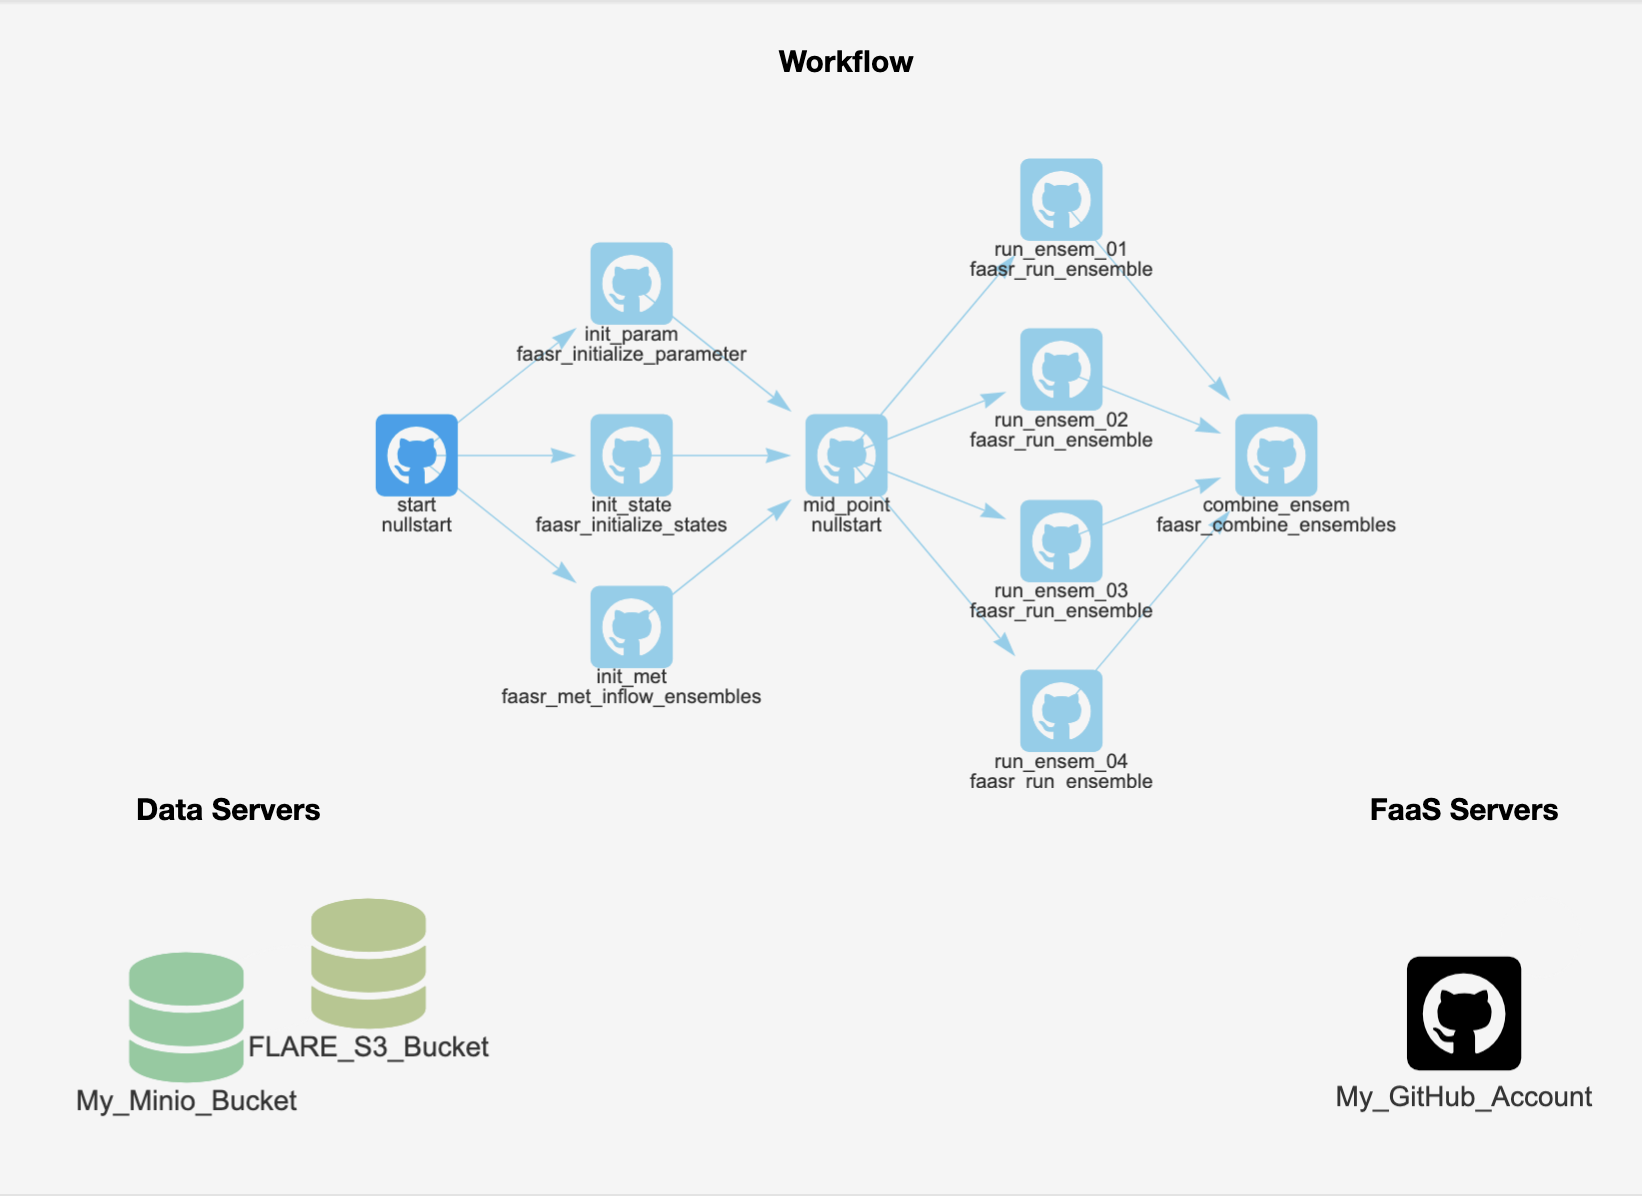 Workflow
run_ensem_01
faasr_run_ensemble
init_param
faasr_initialize_parameter
run_ensem_02
faasr_run_ensemble
start
nullstart
init_state
faasr_initialize_states
mid_point
nullstart
combine_ensem
faasr_combine_ensembles
run_ensem_03
faasr_run_ensemble
init_met
faasr_met_inflow_ensembles
run_ensem_04
faasr_run_ensemble
Data Servers
FaaS Servers
FLARE_S3_Bucket
My_Minio_Bucket
My_GitHub_Account